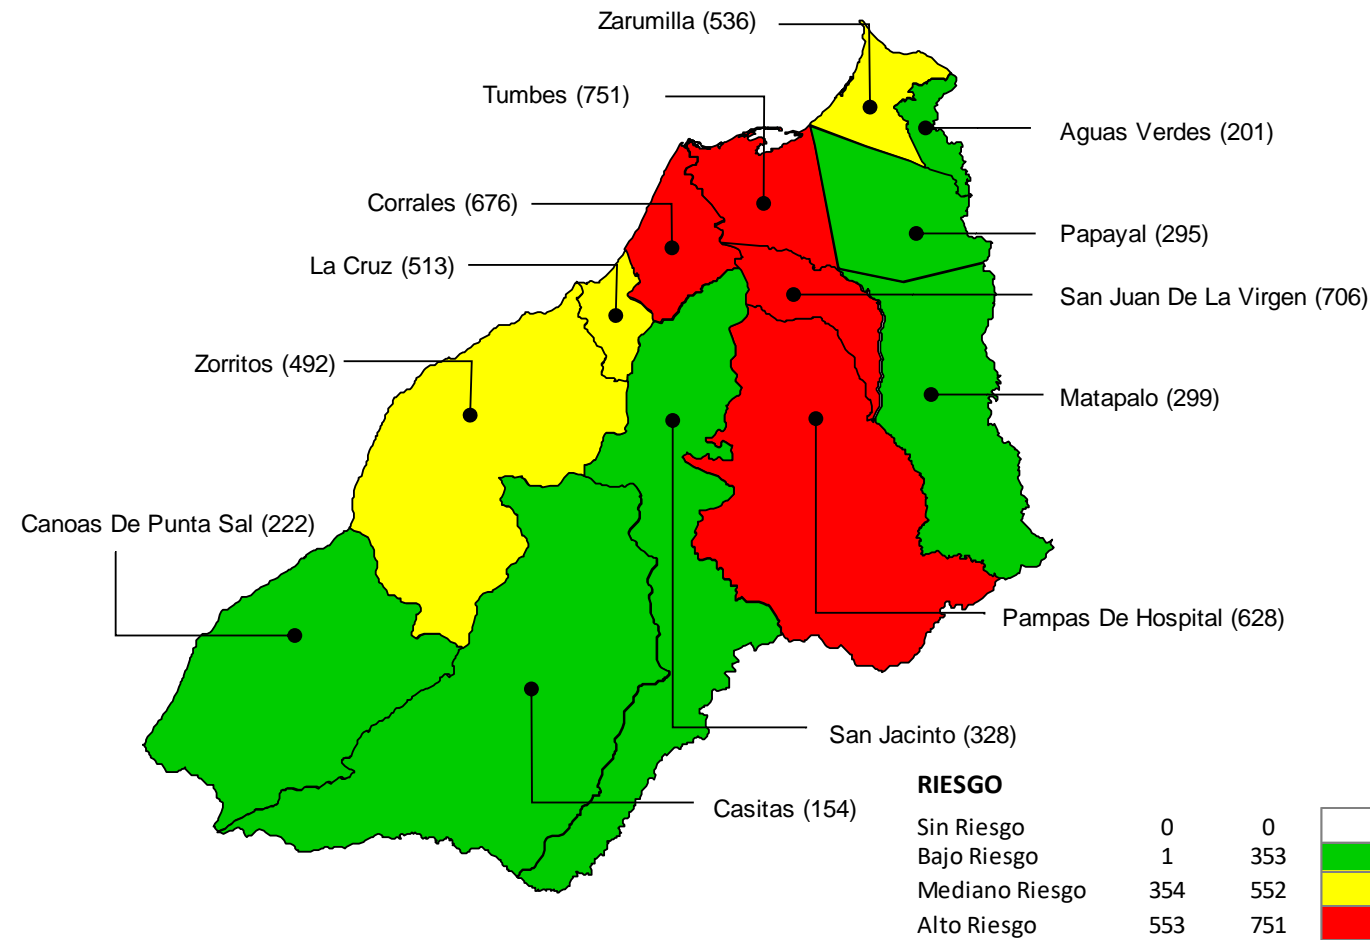 Zarumilla (536)
Tumbes (751)
Aguas Verdes (201)
Corrales (676)
Papayal (295)
La Cruz (513)
San Juan De La Virgen (706)
Zorritos (492)
Matapalo (299)
Canoas De Punta Sal (222)
Pampas De Hospital (628)
San Jacinto (328)
Casitas (154)
RIESGO
Sin Riesgo 0 0
Bajo Riesgo 1 353
Mediano Riesgo 354 552
Alto Riesgo 553 751